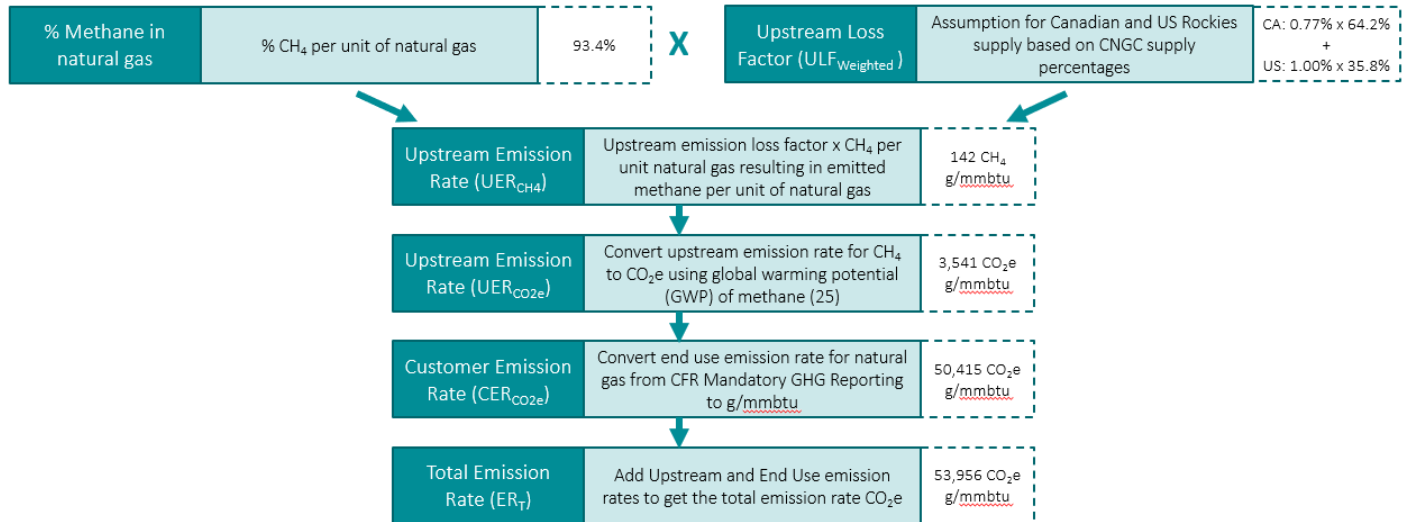 % Methane in
natural gas
% CH₄ per unit of natural gas
93.4%
X
Upstream Loss
Factor (ULF_Weighted )
Assumption for Canadian and US Rockies
supply based on CNGC supply
percentages
CA: 0.77% x 64.2%
+
US: 1.00% x 35.8%
Upstream Emission
Rate (UER_CH4)
Upstream emission loss factor x CH₄ per
unit natural gas resulting in emitted
methane per unit of natural gas
142 CH₄
g/mmbtu
Upstream Emission
Rate (UER_CO2e)
Convert upstream emission rate for CH₄
to CO₂e using global warming potential
(GWP) of methane (25)
3,541 CO₂e
g/mmbtu
Customer Emission
Rate (CER_CO2e)
Convert end use emission rate for natural
gas from CFR Mandatory GHG Reporting
to g/mmbtu
50,415 CO₂e
g/mmbtu
Total Emission
Rate (ER_T)
Add Upstream and End Use emission
rates to get the total emission rate CO₂e
53,956 CO₂e
g/mmbtu